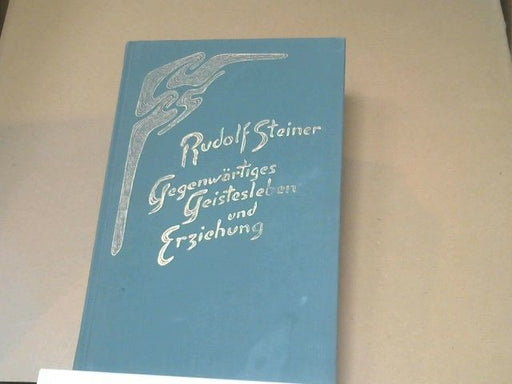 Rudolf Steiner
Gegenwärtiges
Geistesleben
und
Erziehung